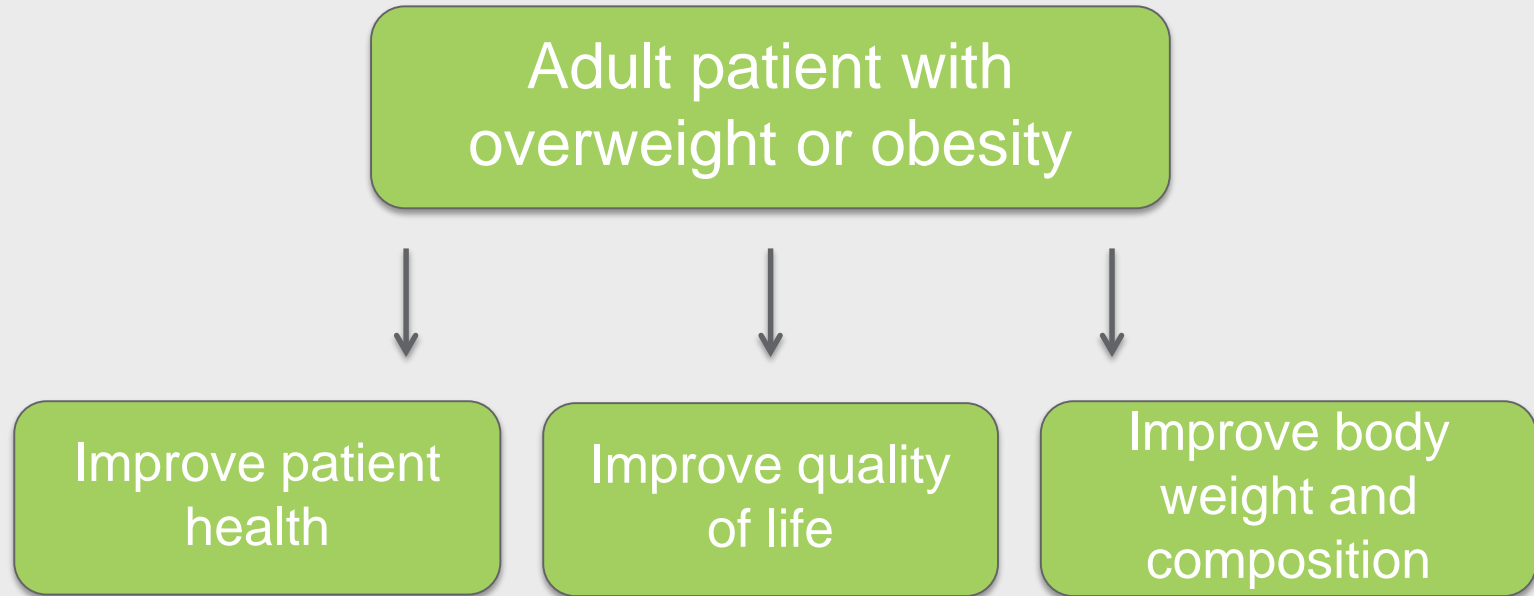 Adult patient with
overweight or obesity
Improve patient
health
Improve quality
of life
Improve body
weight and
composition